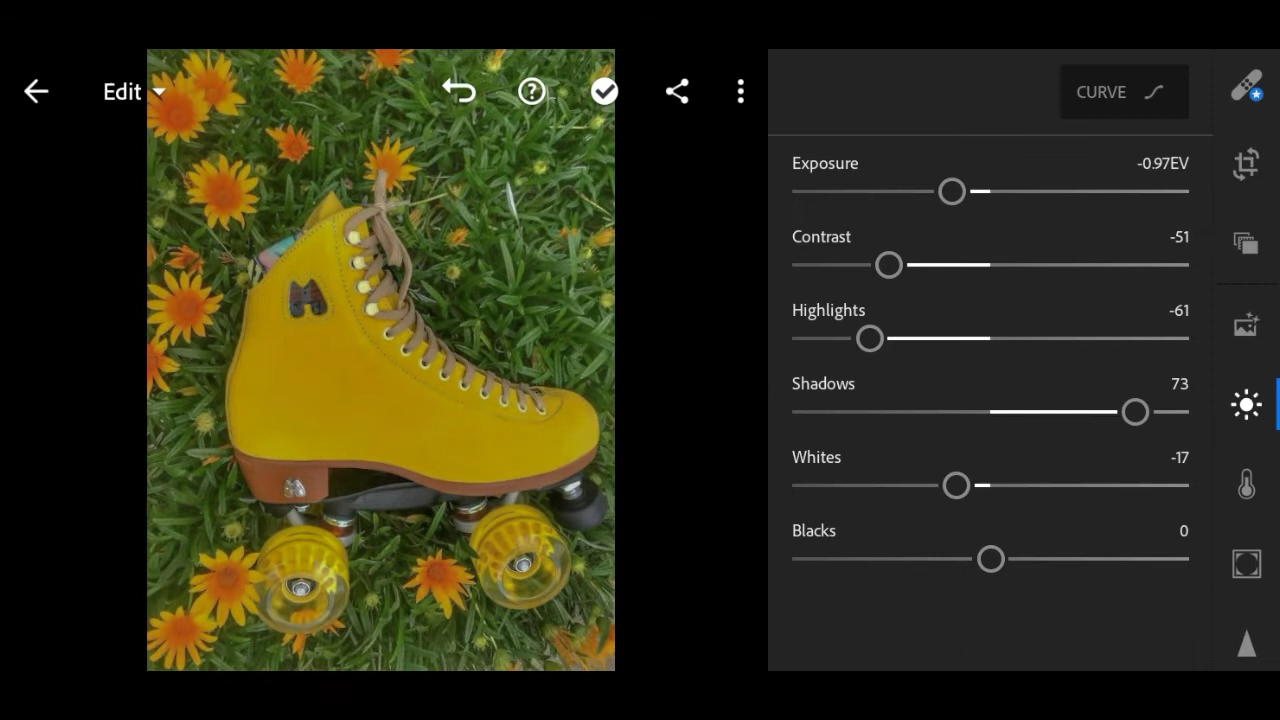 Edit
CURVE
Exposure -0.97EV
Contrast -51
Highlights -61
Shadows 73
Whites -17
Blacks 0